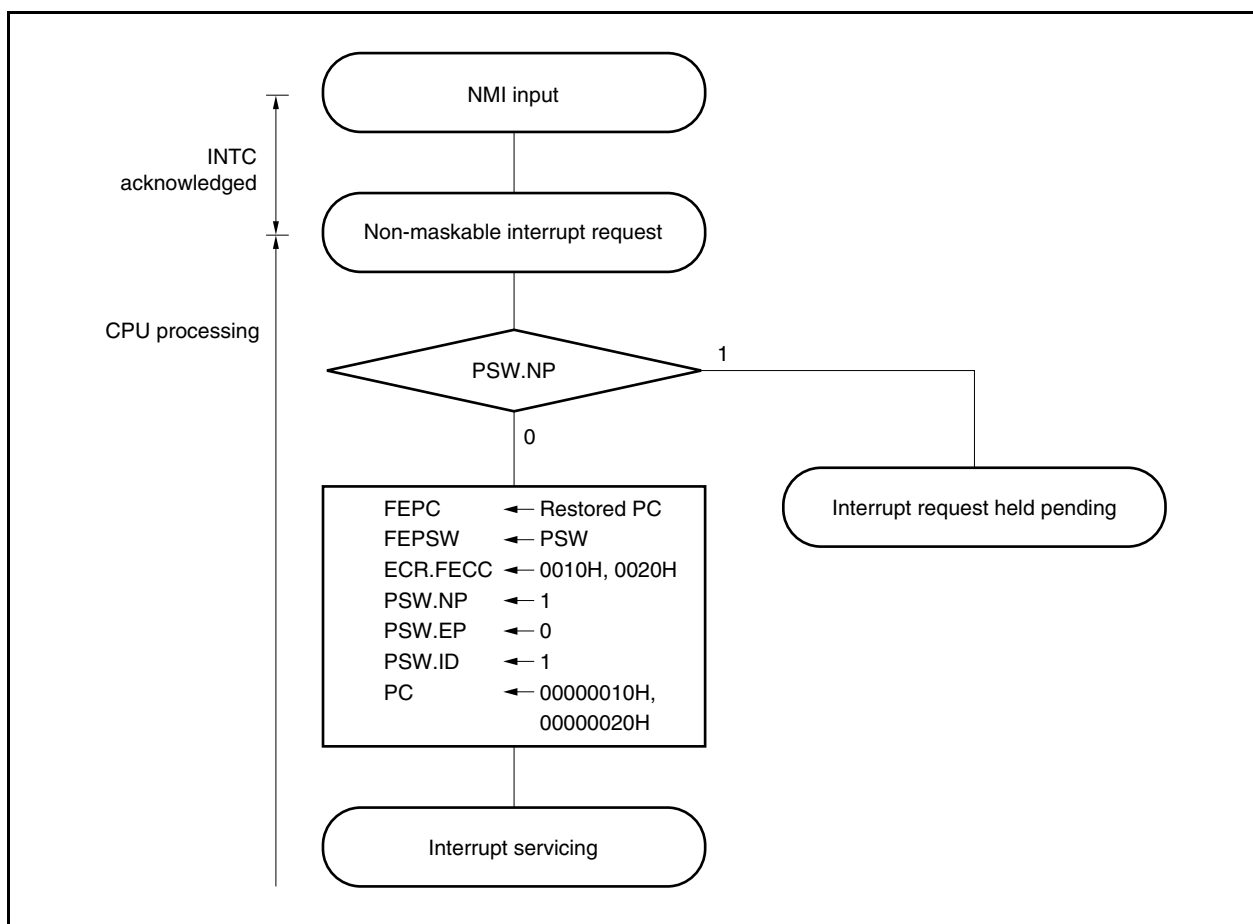 NMI input
INTC
acknowledged
Non-maskable interrupt request
CPU processing
PSW.NP
1
0
FEPC ← Restored PC
FEPSW ← PSW
ECR.FECC ← 0010H, 0020H
PSW.NP ← 1
PSW.EP ← 0
PSW.ID ← 1
PC ← 00000010H,
00000020H
Interrupt request held pending
Interrupt servicing